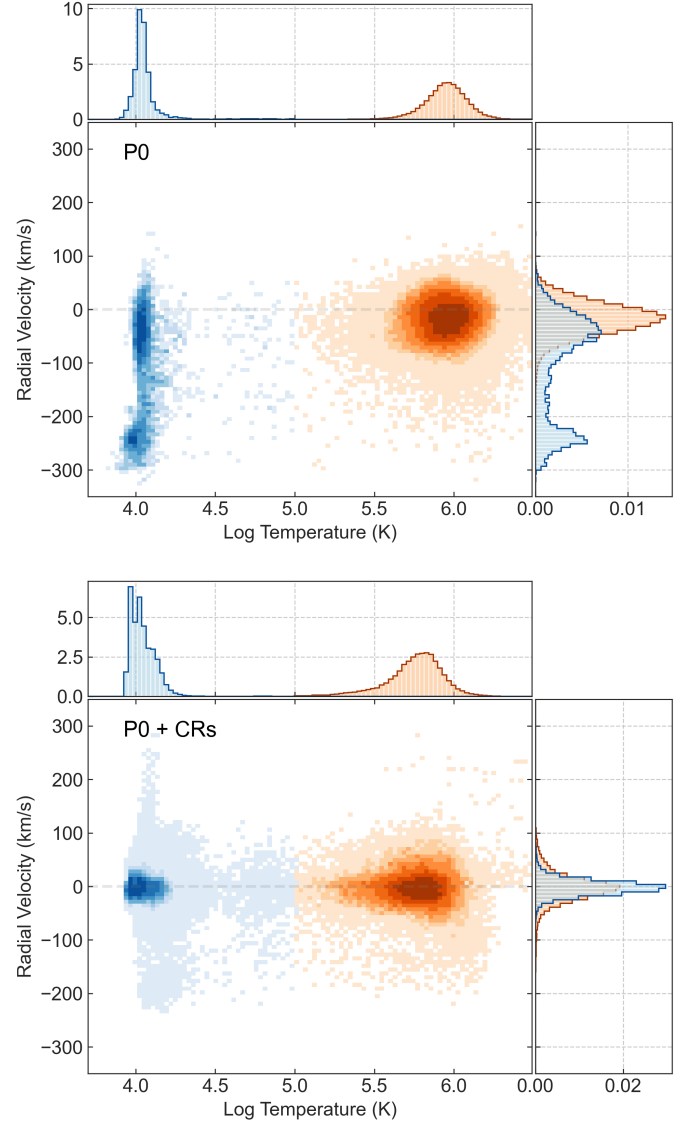 10
5
0
P0
300
200
100
0
−100
−200
−300
Radial Velocity (km/s)
4.0 4.5 5.0 5.5 6.0 0.00 0.01
Log Temperature (K)
5.0
2.5
0.0
P0 + CRs
300
200
100
0
−100
−200
−300
Radial Velocity (km/s)
4.0 4.5 5.0 5.5 6.0 0.00 0.02
Log Temperature (K)